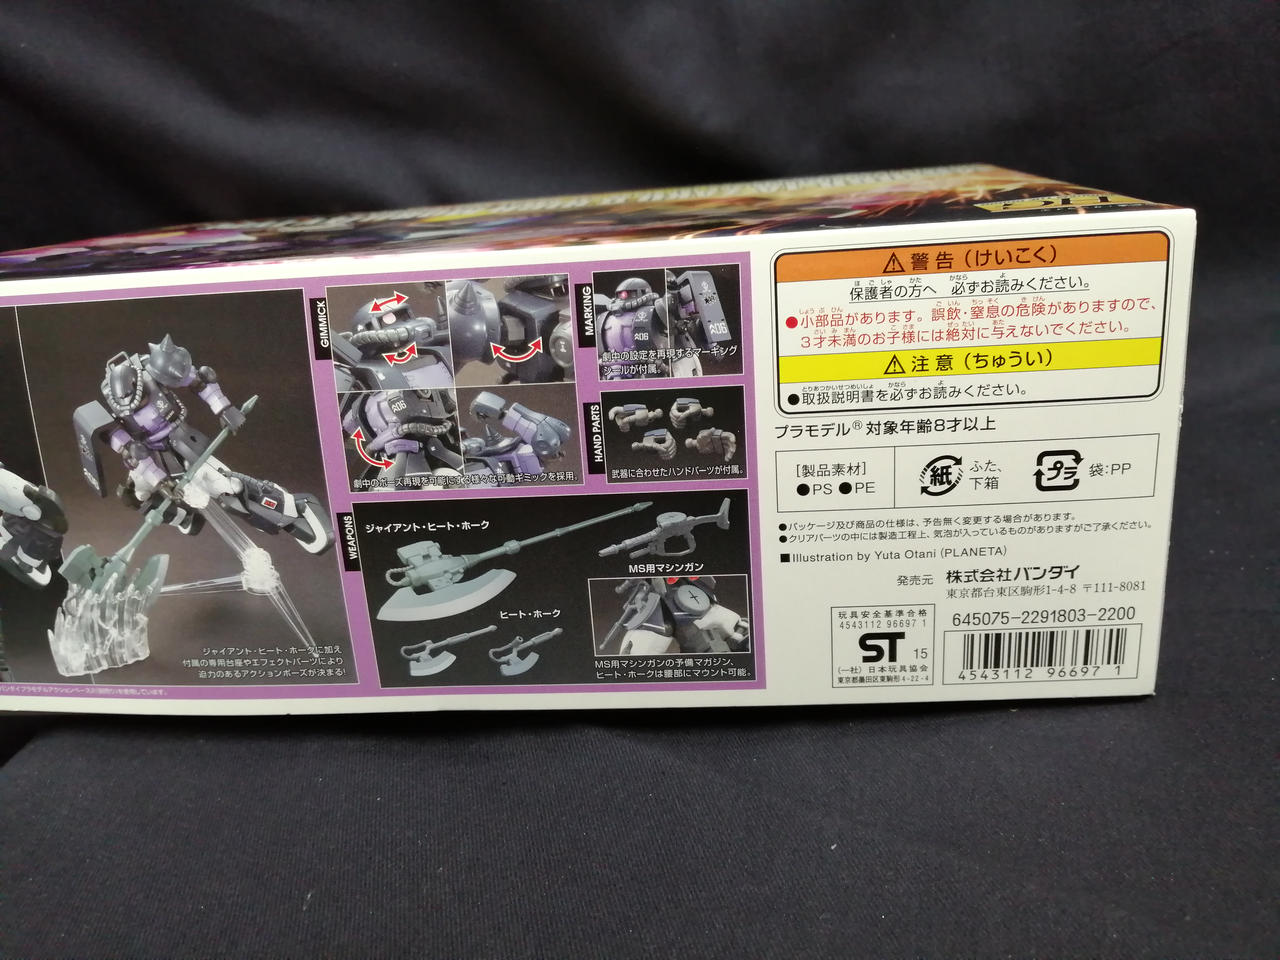 GIMMICK
劇中のポーズ再現を可能にする様々な可動ギミックを採用。
MARKING
劇中の設定を再現するマーキング
シールが付属。
HAND PARTS
武器に合わせたハンドパーツが付属。
WEAPONS
ジャイアント・ヒート・ホーク
ヒート・ホーク
MS用マシンガン
MS用マシンガンの予備マガジン、
ヒート・ホークは腰部にマウント可能。
ジャイアント・ヒート・ホークに加え
付属の専用台座やエフェクトパーツにより
迫力のあるアクションポーズが決まる!
A06
A06
⚠警告(けいこく)
保護者の方へ 必ずお読みください。
●小部品があります。誤飲・窒息の危険がありますので、
3才未満のお子様には絶対に与えないでください。
⚠注意(ちゅうい)
●取扱説明書を必ずお読みください。
プラモデル® 対象年齢8才以上
[製品素材]
●PS ●PE
紙
ふた、
下箱
プラ
袋:PP
●パッケージ及び商品の仕様は、予告無く変更する場合があります。
●クリアパーツの中には製造工程上、気泡が入っているものがありますがご了承ください。
■Illustration by Yuta Otani (PLANETA)
発売元 株式会社バンダイ
東京都台東区駒形1-4-8 〒111-8081
玩具安全基準合格
4543112 966971
ST 15
(一社)日本玩具協会
東京都墨田区東駒形4-22-4
645075-2291803-2200
4543112 966971